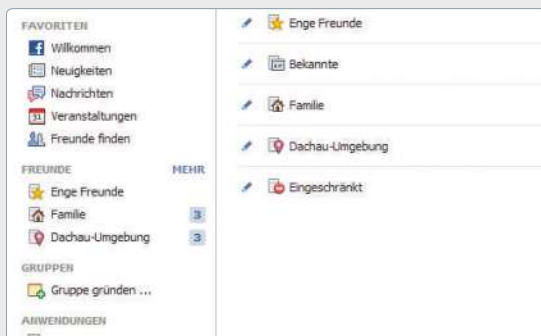 FAVORITEN
Willkommen
Neuigkeiten
Nachrichten
31 Veranstaltungen
Freunde finden
FREUNDE MEHR
Enge Freunde
Familie 3
Dachau-Umgebung 3
GRUPPEN
Gruppe gründen ...
ANWENDUNGEN
Enge Freunde
Bekannte
Familie
Dachau-Umgebung
Eingeschränkt